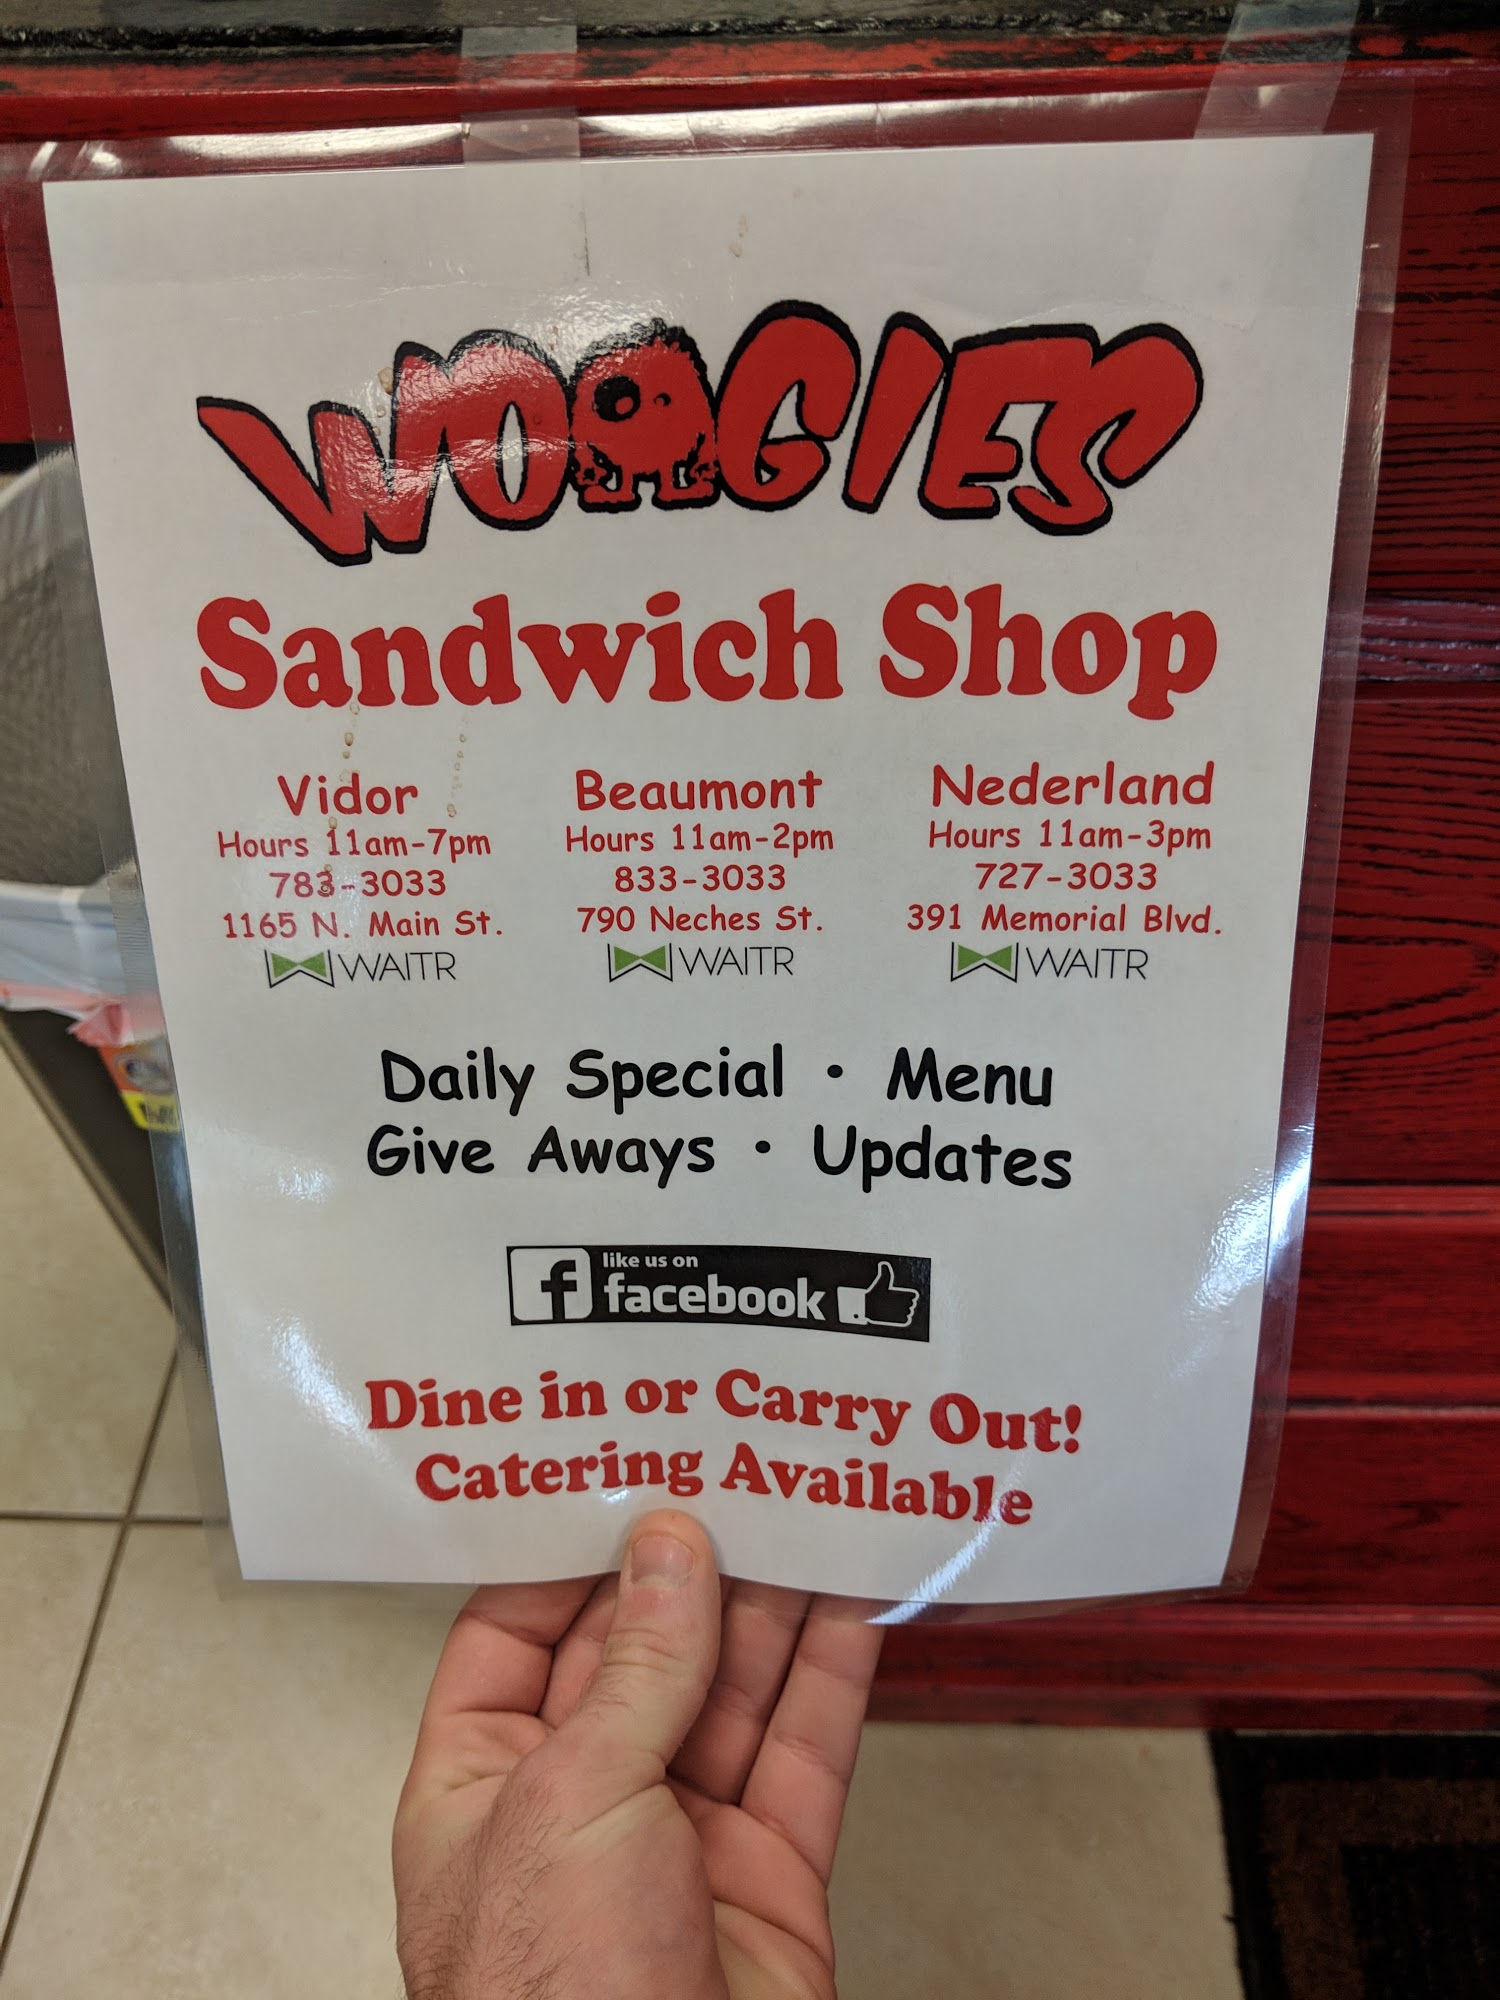 WOOGIES
Sandwich Shop
Vidor
Hours 11am-7pm
783-3033
1165 N. Main St.
WAITR
Beaumont
Hours 11am-2pm
833-3033
790 Neches St.
WAITR
Nederland
Hours 11am-3pm
727-3033
391 Memorial Blvd.
WAITR
Daily Special • Menu
Give Aways • Updates
f like us on
facebook
Dine in or Carry Out!
Catering Available